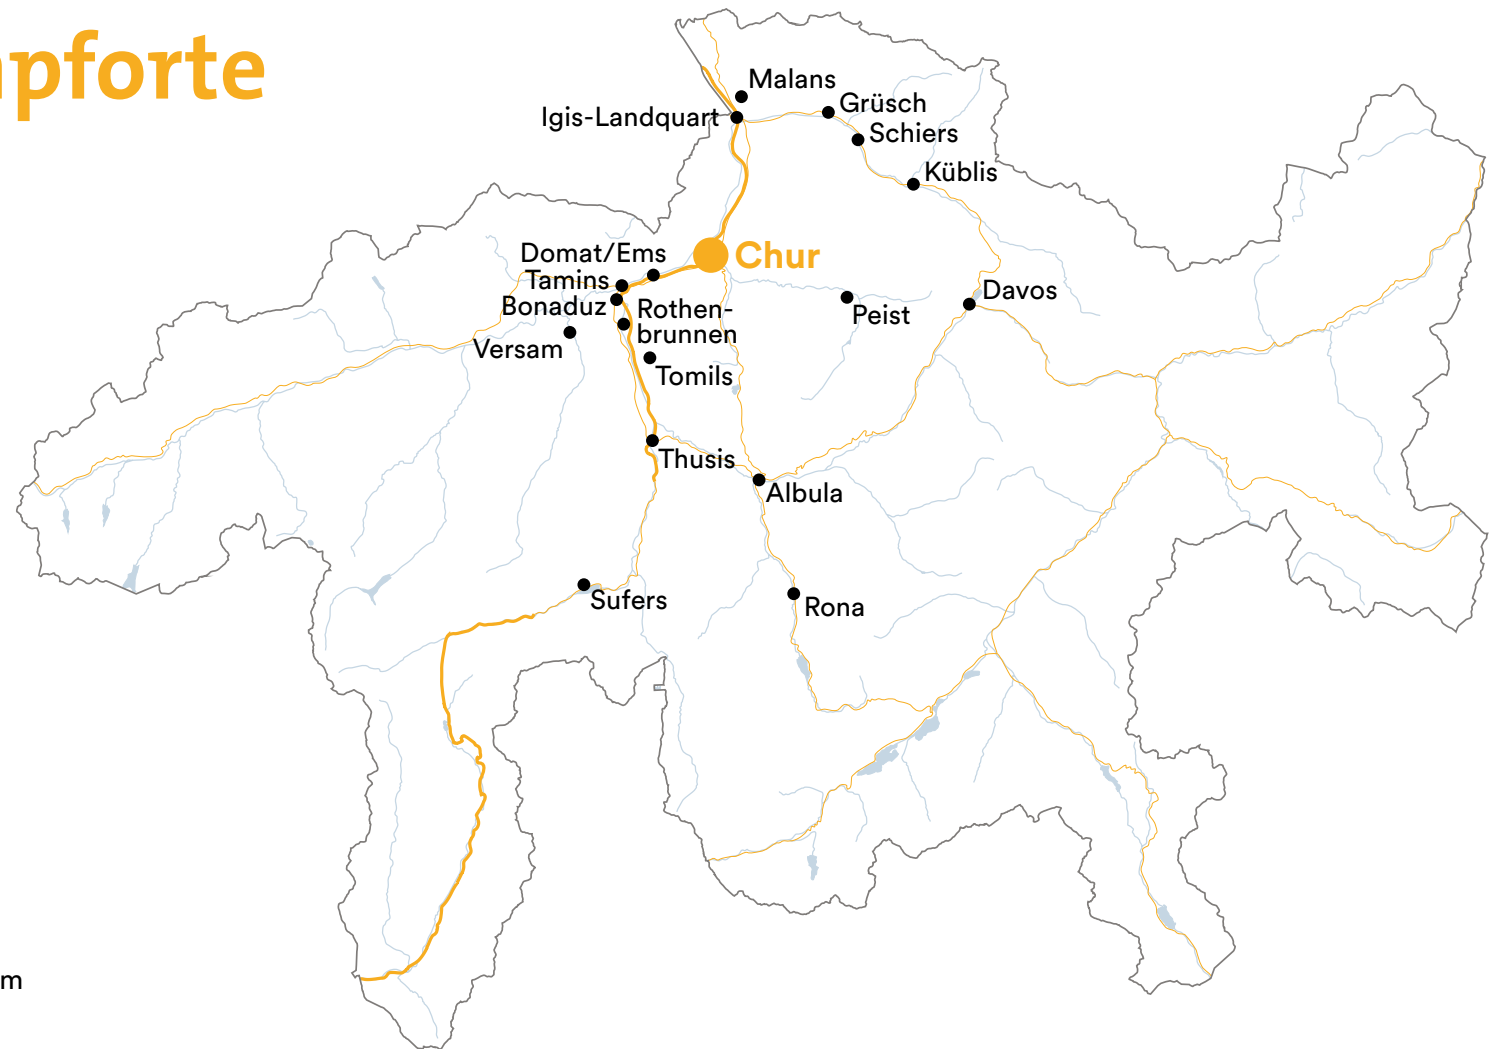 npforte
Malans
Grüsch
Igis-Landquart
Schiers
Küblis
Domat/Ems
Chur
Tamins
Davos
Bonaduz
Rothen-
brunnen
Peist
Versam
Tomils
Thusis
Albula
Sufers
Rona
m